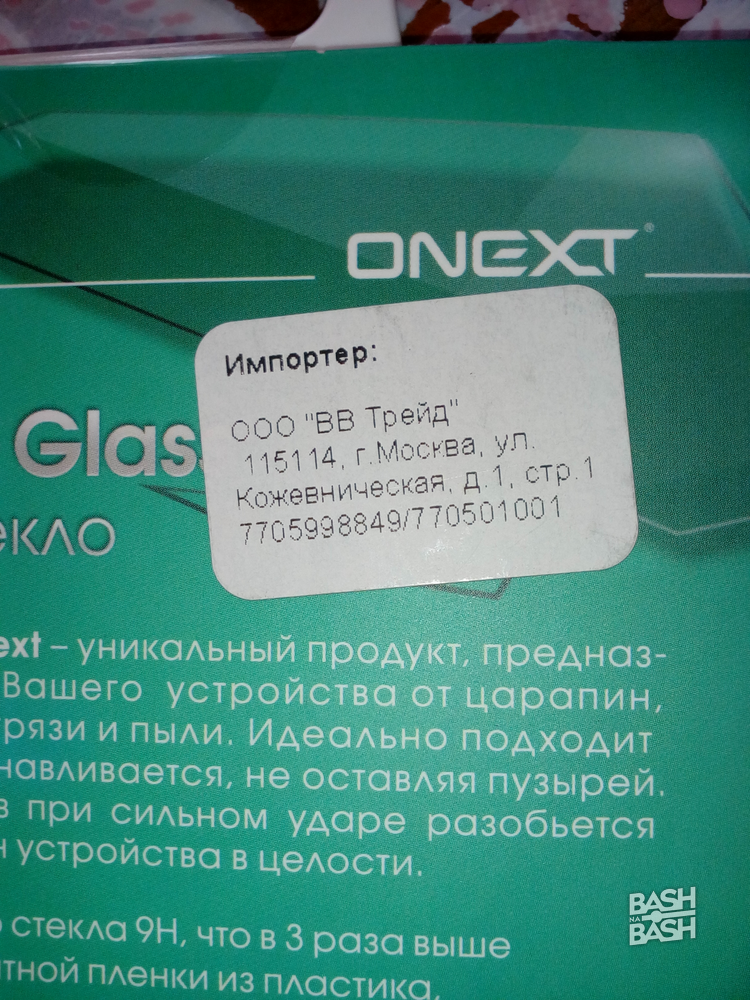 ONEXT®
Импортер:
ООО "ВВ Трейд"
115114, г.Москва, ул.
Кожевническая, д.1, стр.1
7705998849/770501001
Glas
екло
ext – уникальный продукт, предназ-
Вашего устройства от царапин,
рязи и пыли. Идеально подходит
навливается, не оставляя пузырей.
в при сильном ударе разобьется
н устройства в целости.
о стекла 9Н, что в 3 раза выше
тной пленки из пластика,
BASH
НА
BASH